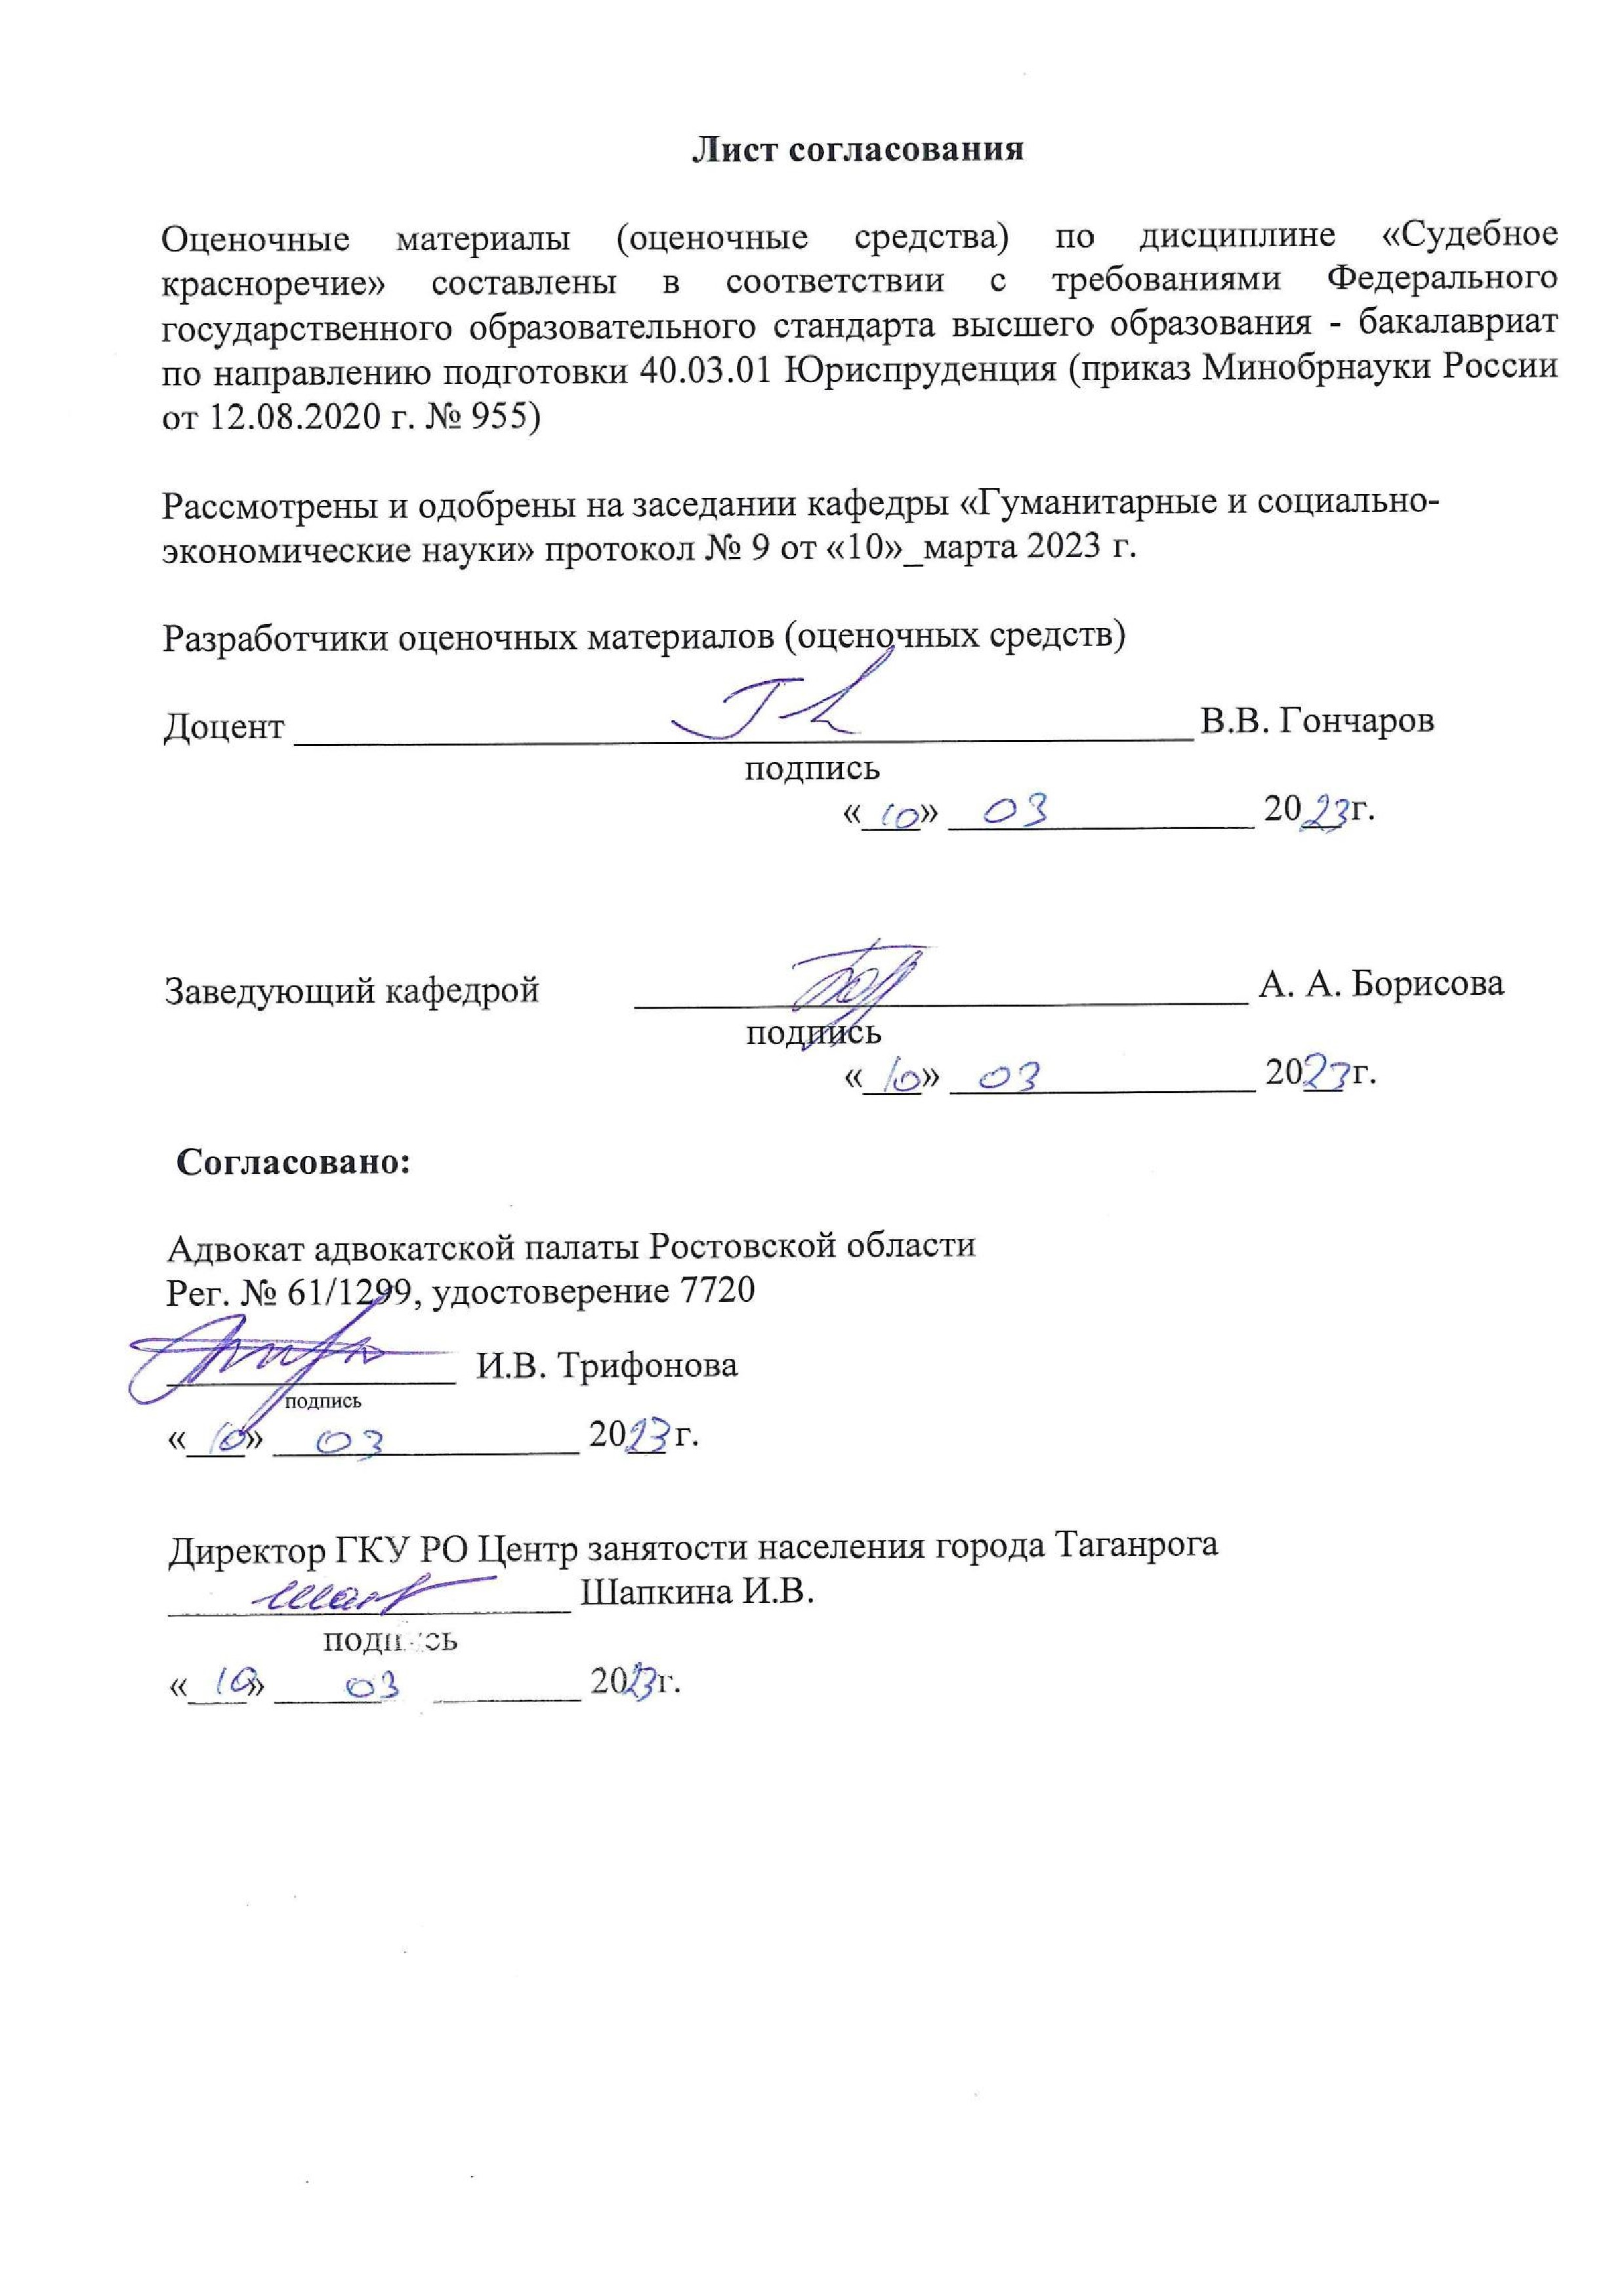 Лист согласования
Оценочные материалы (оценочные средства) по дисциплине «Судебное
красноречие» составлены в соответствии с требованиями Федерального
государственного образовательного стандарта высшего образования - бакалавриат
по направлению подготовки 40.03.01 Юриспруденция (приказ Минобрнауки России
от 12.08.2020 г. № 955)
Рассмотрены и одобрены на заседании кафедры «Гуманитарные и социально-
экономические науки» протокол № 9 от «10»_марта 2023 г.
Разработчики оценочных материалов (оценочных средств)
Доцент В.В. Гончаров
подпись
«10» 03 2023 г.
Заведующий кафедрой А. А. Борисова
подпись
«10» 03 2023 г.
Согласовано:
Адвокат адвокатской палаты Ростовской области
Рег. № 61/1299, удостоверение 7720
И.В. Трифонова
подпись
«10» 03 2023 г.
Директор ГКУ РО Центр занятости населения города Таганрога
Шапкина И.В.
подпись
«10» 03 2023 г.